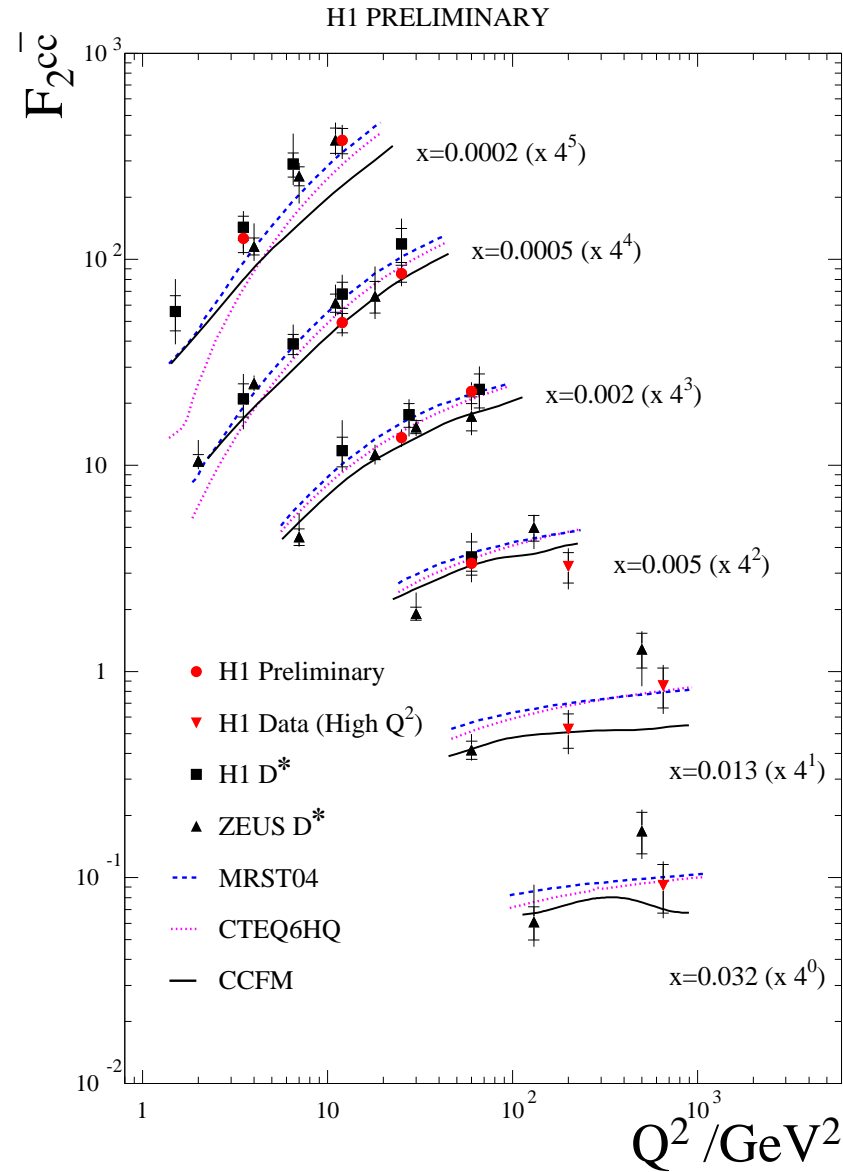 H1 PRELIMINARY
F₂cc̄
10³
x=0.0002 (x 4⁵)
10²
x=0.0005 (x 4⁴)
x=0.002 (x 4³)
10
x=0.005 (x 4²)
1
H1 Preliminary
H1 Data (High Q²)
H1 D*
x=0.013 (x 4¹)
ZEUS D*
10⁻¹
MRST04
CTEQ6HQ
CCFM
x=0.032 (x 4⁰)
10⁻²
1 10 10² 10³
Q² /GeV²